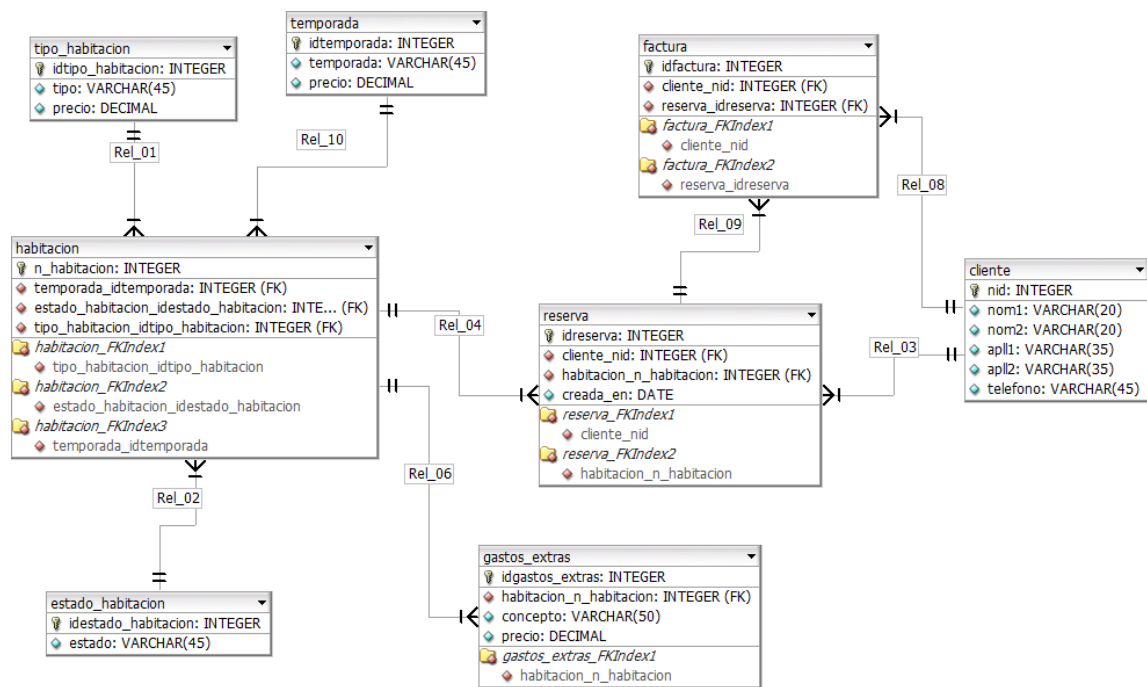 tipo_habitacion
idtipo_habitacion: INTEGER
tipo: VARCHAR(45)
precio: DECIMAL
temporada
idtemporada: INTEGER
temporada: VARCHAR(45)
precio: DECIMAL
factura
idfactura: INTEGER
cliente_nid: INTEGER (FK)
reserva_idreserva: INTEGER (FK)
factura_FKIndex1
cliente_nid
factura_FKIndex2
reserva_idreserva
Rel_01
Rel_10
Rel_08
Rel_09
habitacion
n_habitacion: INTEGER
temporada_idtemporada: INTEGER (FK)
estado_habitacion_idestado_habitacion: INTE... (FK)
tipo_habitacion_idtipo_habitacion: INTEGER (FK)
habitacion_FKIndex1
tipo_habitacion_idtipo_habitacion
habitacion_FKIndex2
estado_habitacion_idestado_habitacion
habitacion_FKIndex3
temporada_idtemporada
Rel_04
reserva
idreserva: INTEGER
cliente_nid: INTEGER (FK)
habitacion_n_habitacion: INTEGER (FK)
creada_en: DATE
reserva_FKIndex1
cliente_nid
reserva_FKIndex2
habitacion_n_habitacion
Rel_03
cliente
nid: INTEGER
nom1: VARCHAR(20)
nom2: VARCHAR(20)
apll1: VARCHAR(35)
apll2: VARCHAR(35)
telefono: VARCHAR(45)
Rel_06
Rel_02
estado_habitacion
idestado_habitacion: INTEGER
estado: VARCHAR(45)
gastos_extras
idgastos_extras: INTEGER
habitacion_n_habitacion: INTEGER (FK)
concepto: VARCHAR(50)
precio: DECIMAL
gastos_extras_FKIndex1
habitacion_n_habitacion